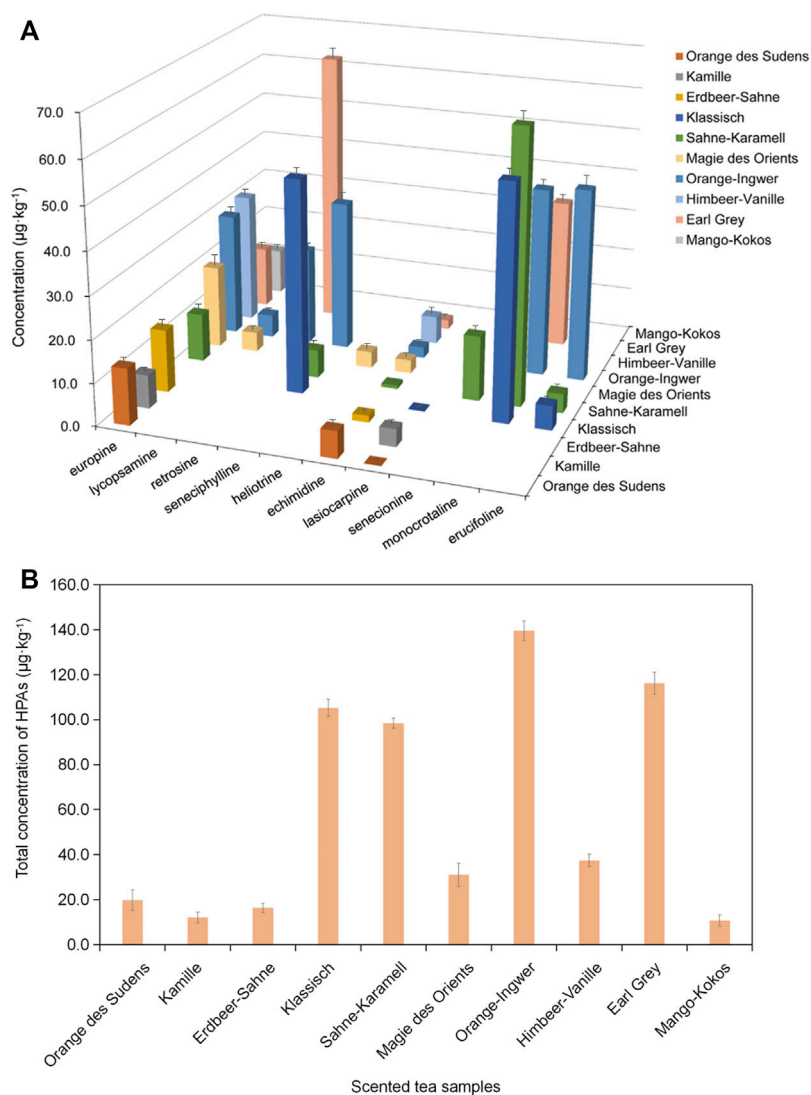 A
Concentration (µg·kg⁻¹)
70.0
60.0
50.0
40.0
30.0
20.0
10.0
0.0
europine
lycopsamine
retrosine
seneciphylline
heliotrine
echimidine
lasiocarpine
senecionine
monocrotaline
erucifoline
Mango-Kokos
Earl Grey
Himbeer-Vanille
Orange-Ingwer
Magie des Orients
Sahne-Karamell
Klassisch
Erdbeer-Sahne
Kamille
Orange des Sudens
Orange des Sudens
Kamille
Erdbeer-Sahne
Klassisch
Sahne-Karamell
Magie des Orients
Orange-Ingwer
Himbeer-Vanille
Earl Grey
Mango-Kokos
B
Total concentration of HPAs (µg·kg⁻¹)
160.0
140.0
120.0
100.0
80.0
60.0
40.0
20.0
0.0
Orange des Sudens
Kamille
Erdbeer-Sahne
Klassisch
Sahne-Karamell
Magie des Orients
Orange-Ingwer
Himbeer-Vanille
Earl Grey
Mango-Kokos
Scented tea samples